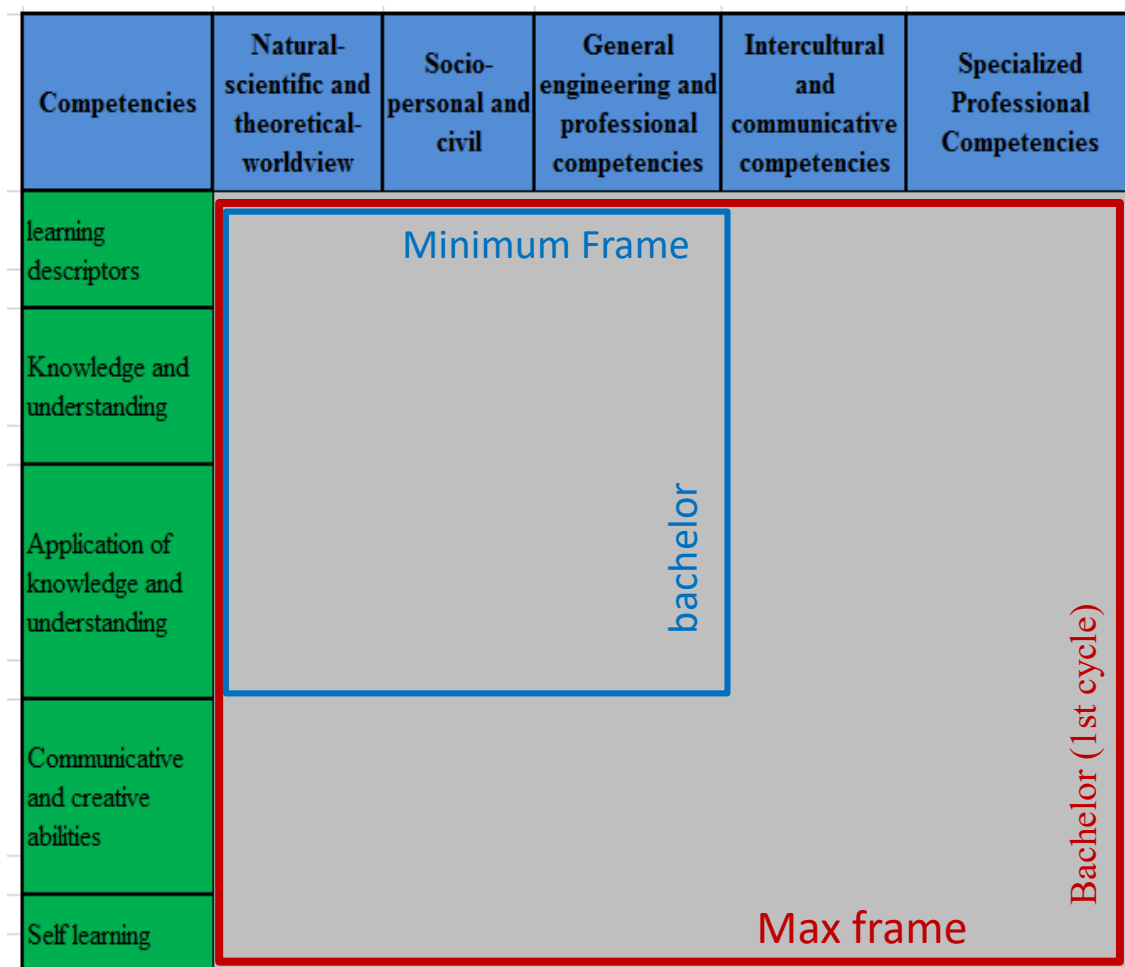 Competencies
Natural-
scientific and
theoretical-
worldview
Socio-
personal and
civil
General
engineering and
professional
competencies
Intercultural
and
communicative
competencies
Specialized
Professional
Competencies
learning
descriptors
Minimum Frame
Knowledge and
understanding
Application of
knowledge and
understanding
bachelor
Communicative
and creative
abilities
Bachelor (1st cycle)
Self learning
Max frame